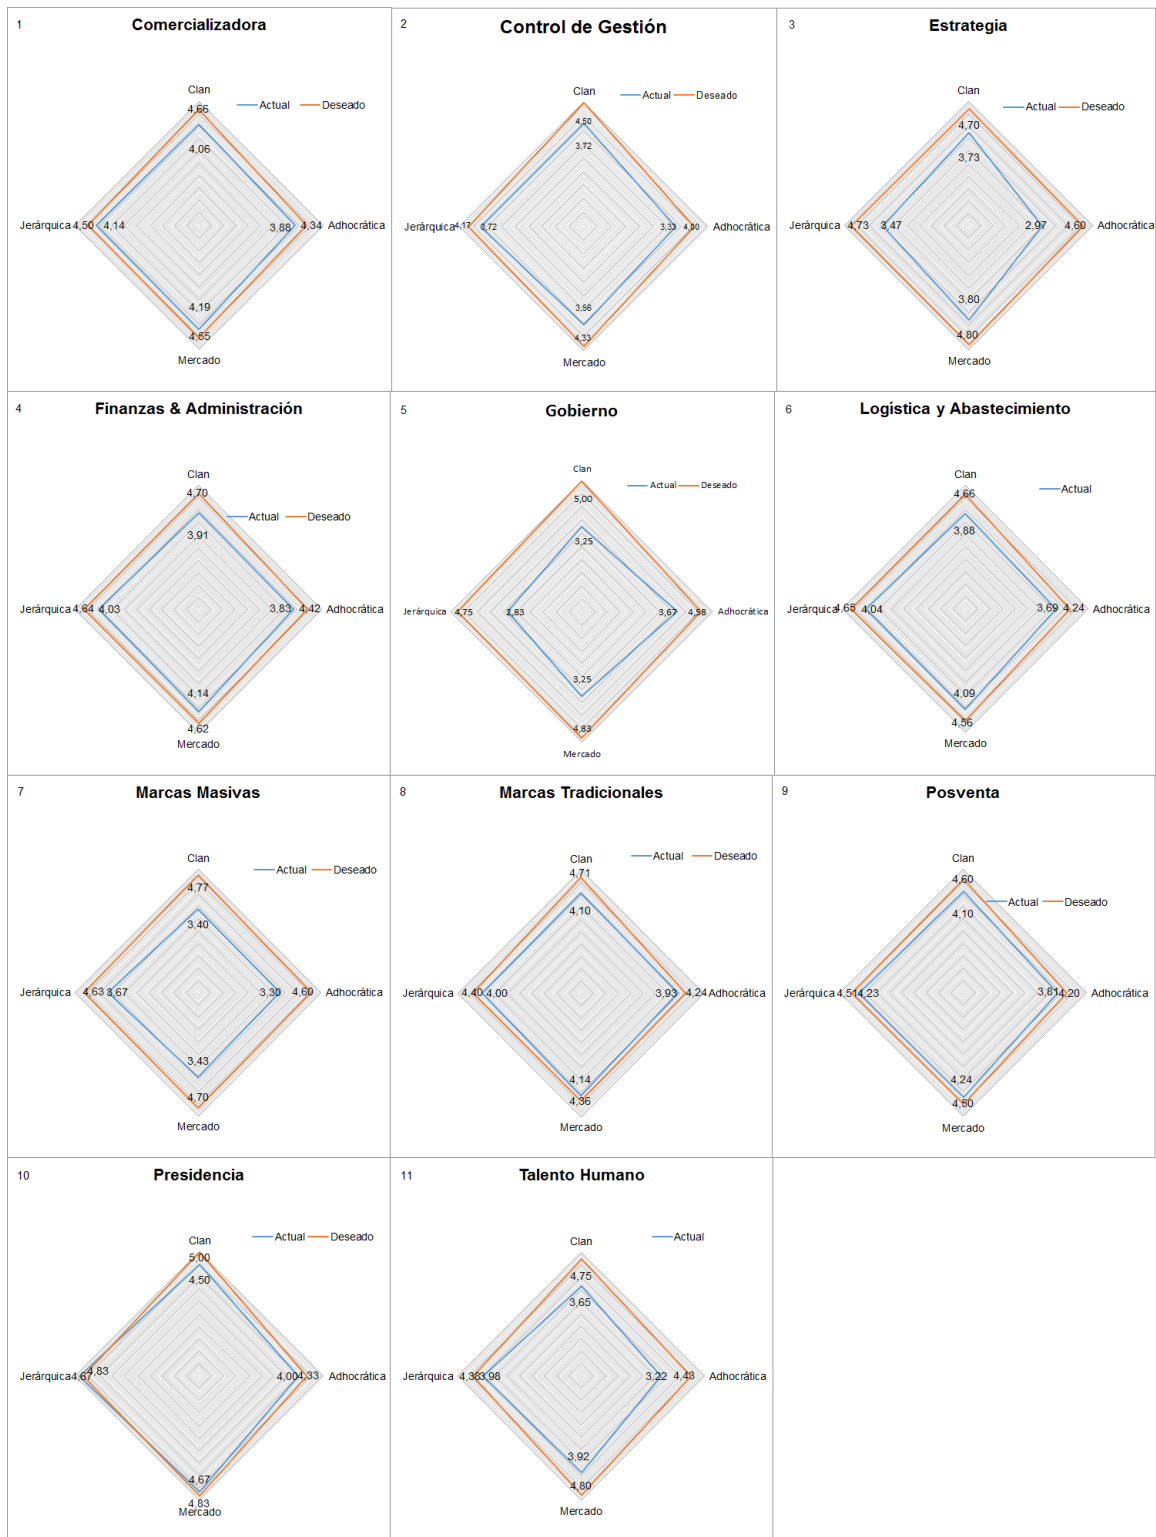 1
Comercializadora
Clan
Actual
Deseado
4,66
4,06
Jerárquica
4,50
4,14
3,88
4,34
Adhocrática
4,19
4,55
Mercado
2
Control de Gestión
Clan
Actual
Deseado
4,50
3,72
Jerárquica
4,17
3,72
3,33
4,00
Adhocrática
3,56
4,33
Mercado
3
Estrategia
Clan
Actual
Deseado
4,70
3,73
Jerárquica
4,73
3,47
2,97
4,60
Adhocrática
3,80
4,80
Mercado
4
Finanzas & Administración
Clan
4,70
Actual
Deseado
3,91
Jerárquica
4,64
4,03
3,83
4,42
Adhocrática
4,14
4,62
Mercado
5
Gobierno
Clan
Actual
Deseado
5,00
3,25
Jerárquica
4,75
2,83
3,67
4,58
Adhocrática
3,25
4,83
Mercado
6
Logística y Abastecimiento
Clan
Actual
4,66
3,88
Jerárquica
4,65
4,04
3,69
4,24
Adhocrática
4,09
4,56
Mercado
7
Marcas Masivas
Clan
Actual
Deseado
4,77
3,40
Jerárquica
4,63
3,67
3,30
4,60
Adhocrática
3,43
4,70
Mercado
8
Marcas Tradicionales
Clan
Actual
Deseado
4,71
4,10
Jerárquica
4,40
4,00
3,93
4,24
Adhocrática
4,14
4,36
Mercado
9
Posventa
Clan
4,60
Actual
Deseado
4,10
Jerárquica
4,51
4,23
3,81
4,20
Adhocrática
4,24
4,50
Mercado
10
Presidencia
Clan
Actual
Deseado
5,00
4,50
Jerárquica
4,67
4,83
4,00
4,33
Adhocrática
4,67
4,83
Mercado
11
Talento Humano
Clan
Actual
4,75
3,65
Jerárquica
4,38
3,98
3,22
4,43
Adhocrática
3,92
4,80
Mercado